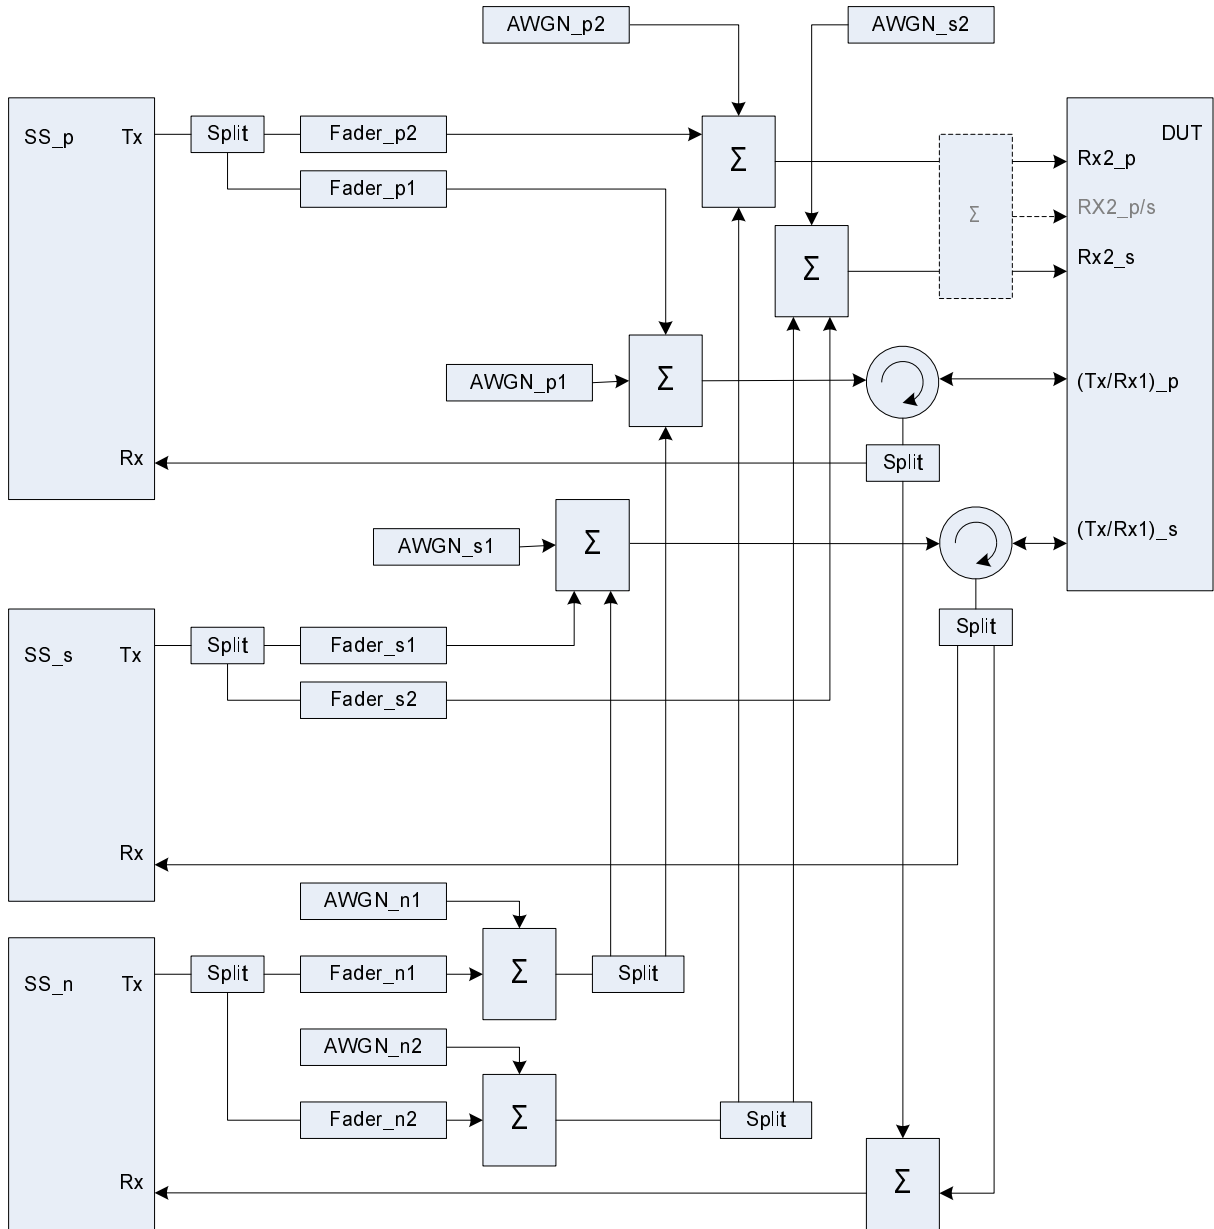 AWGN_p2
AWGN_s2
SS_p
Tx
Split
Fader_p2
Fader_p1
Σ
Σ
Σ
DUT
Rx2_p
RX2_p/s
Rx2_s
AWGN_p1
Σ
(Tx/Rx1)_p
Rx
Split
AWGN_s1
Σ
(Tx/Rx1)_s
Split
SS_s
Tx
Split
Fader_s1
Fader_s2
Rx
AWGN_n1
SS_n
Tx
Split
Fader_n1
Σ
Split
AWGN_n2
Fader_n2
Σ
Split
Rx
Σ